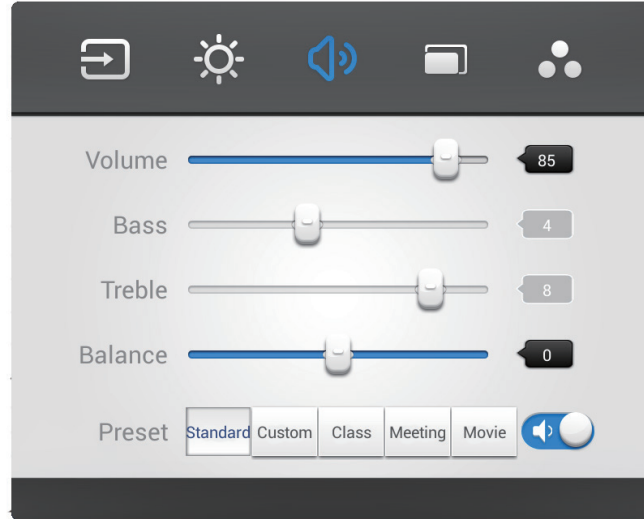 Volume 85
Bass 4
Treble 8
Balance 0
Preset Standard Custom Class Meeting Movie